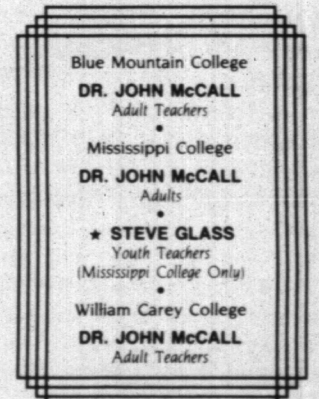 Blue Mountain College
DR. JOHN McCALL
Adult Teachers
•
Mississippi College
DR. JOHN McCALL
Adults
•
★ STEVE GLASS
Youth Teachers
(Mississippi College Only)
•
William Carey College
DR. JOHN McCALL
Adult Teachers